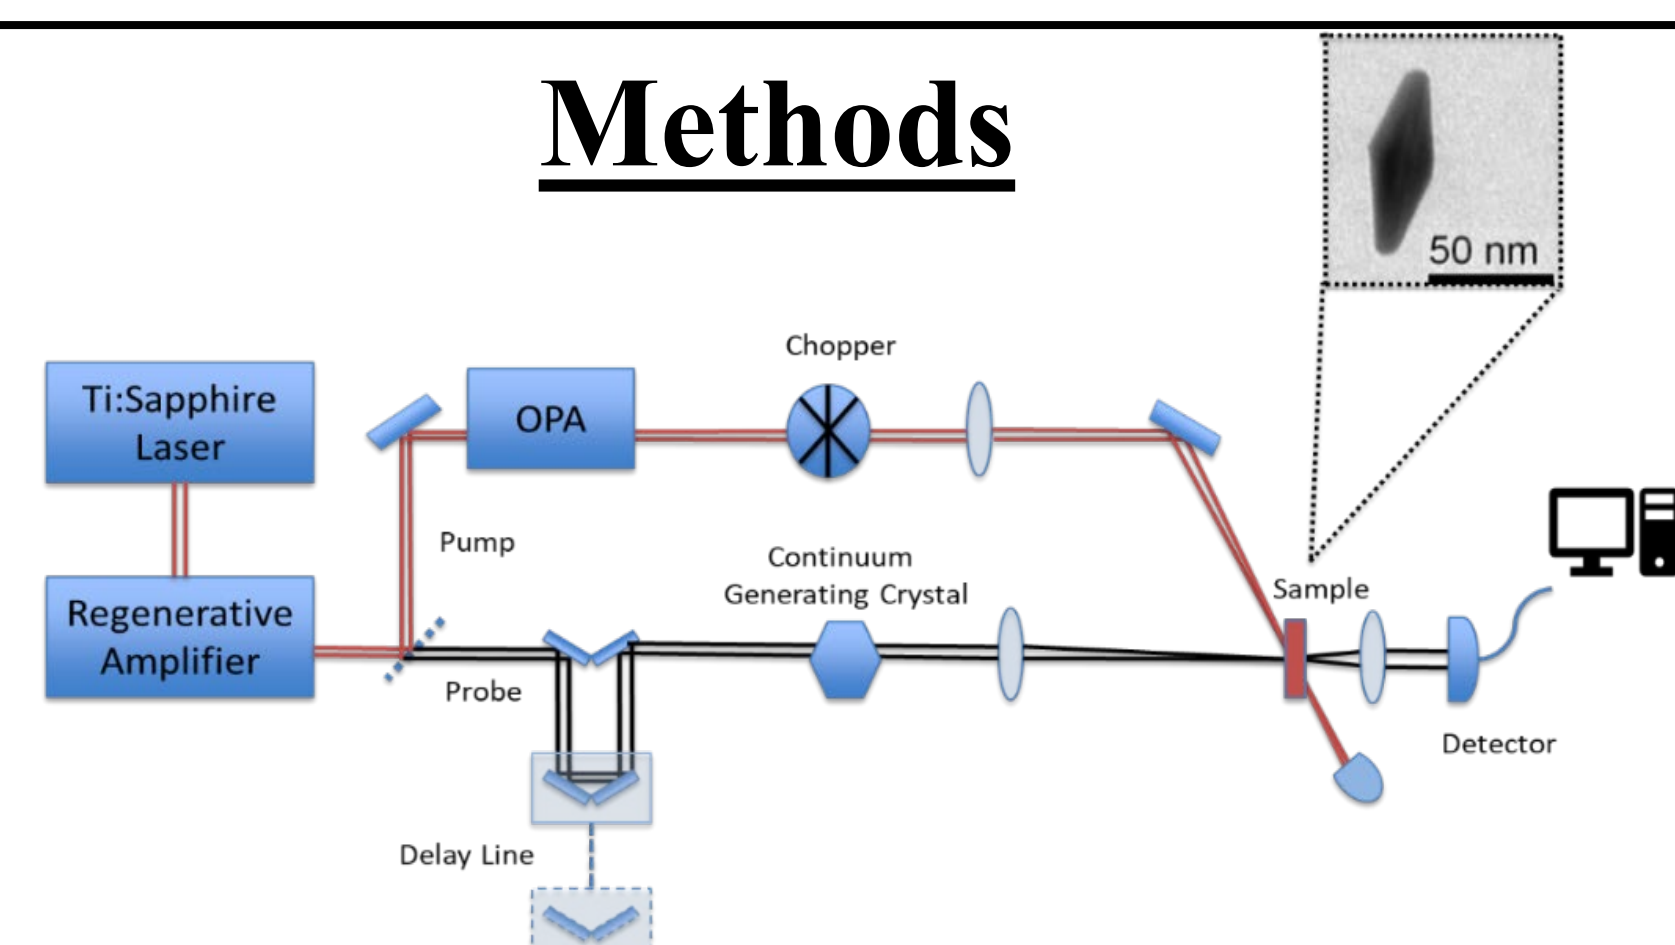 Methods
50 nm
Chopper
Ti:Sapphire
Laser
OPA
Pump
Continuum
Generating Crystal
Sample
Regenerative
Amplifier
Probe
Detector
Delay Line